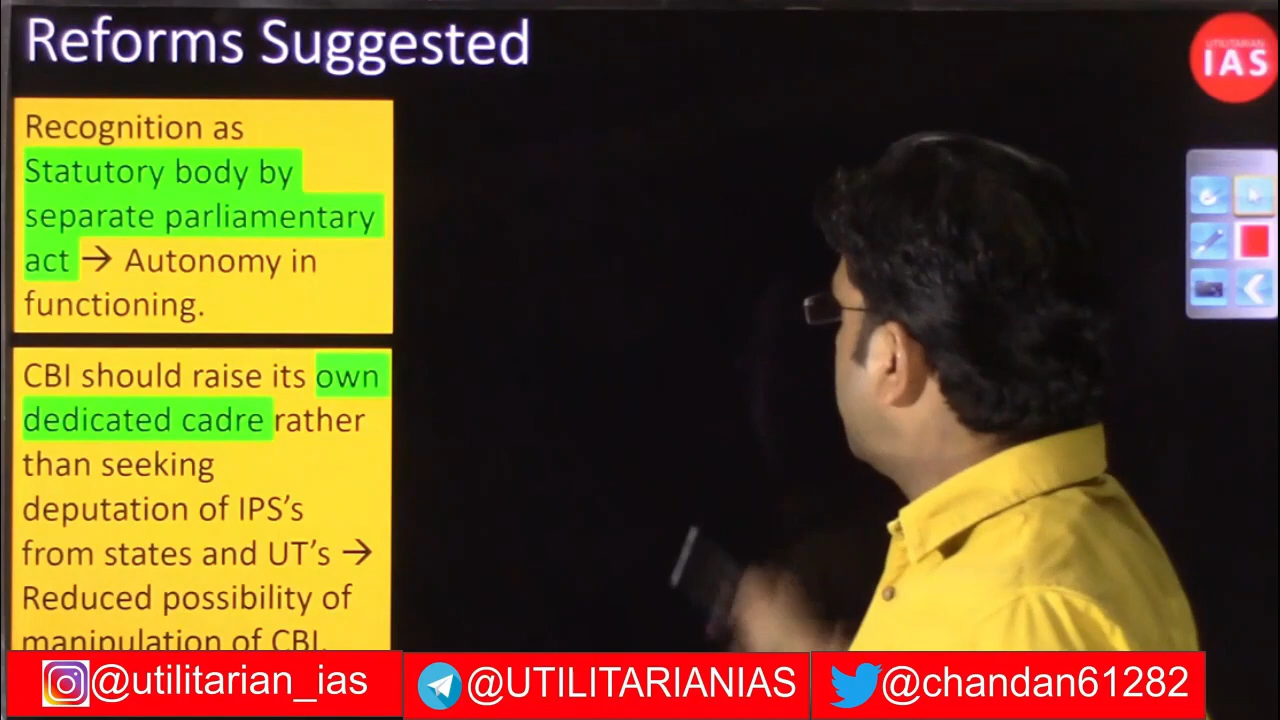 Reforms Suggested
UTILITARIAN
IAS
Recognition as
Statutory body by
separate parliamentary
act → Autonomy in
functioning.
CBI should raise its own
dedicated cadre rather
than seeking
deputation of IPS's
from states and UT's →
Reduced possibility of
manipulation of CBI.
@utilitarian_ias
@UTILITARIANIAS
@chandan61282